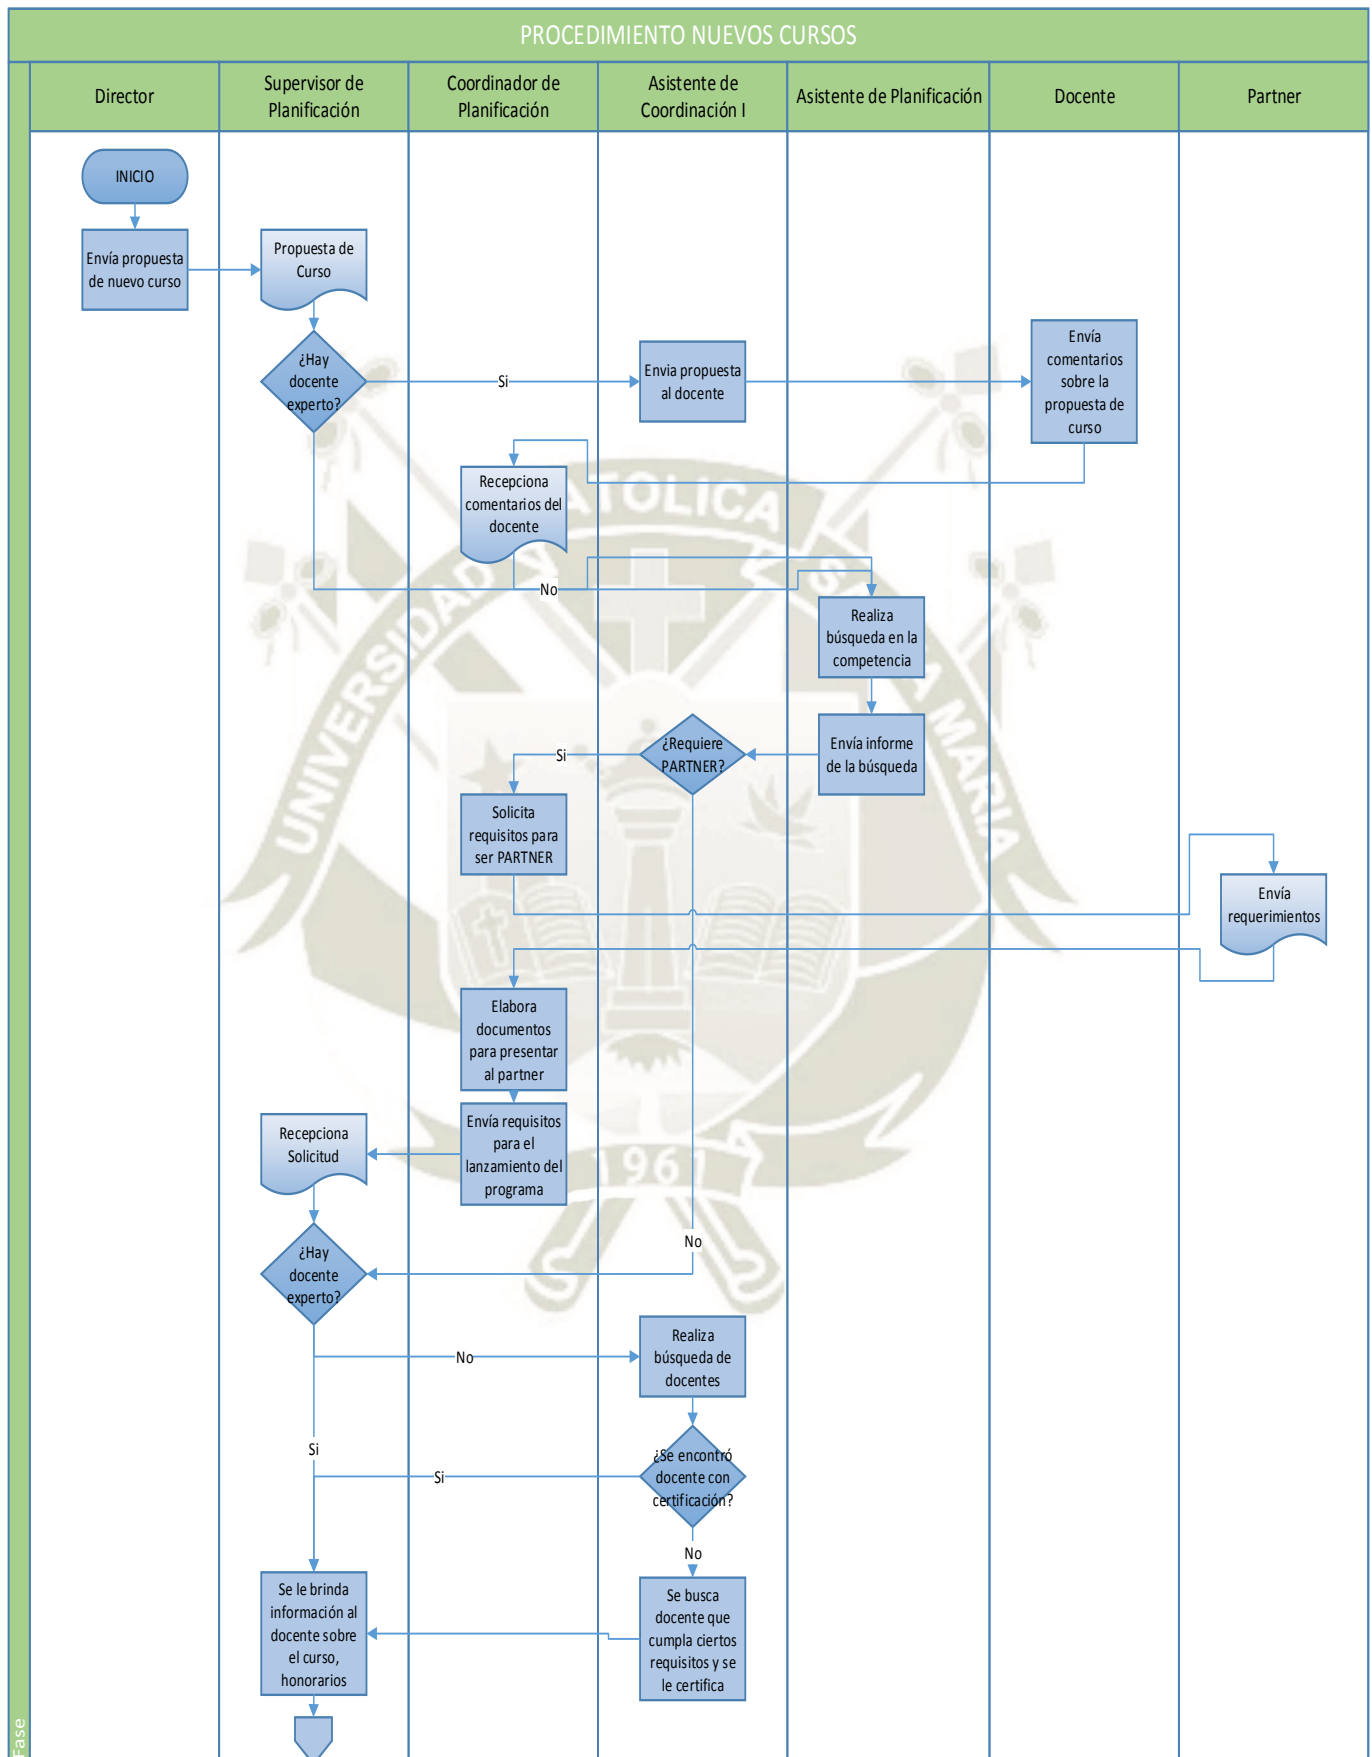 PROCEDIMIENTO NUEVOS CURSOS
Director
Supervisor de
Planificación
Coordinador de
Planificación
Asistente de
Coordinación I
Asistente de Planificación
Docente
Partner
INICIO
Envía propuesta
de nuevo curso
Propuesta de
Curso
¿Hay
docente
experto?
Si
Envia propuesta
al docente
Envía
comentarios
sobre la
propuesta de
curso
Recepciona
comentarios del
docente
No
Realiza
búsqueda en la
competencia
Envía informe
de la búsqueda
¿Requiere
PARTNER?
Si
Solicita
requisitos para
ser PARTNER
Envía
requerimientos
Elabora
documentos
para presentar
al partner
Envía requisitos
para el
lanzamiento del
programa
Recepciona
Solicitud
No
¿Hay
docente
experto?
No
Realiza
búsqueda de
docentes
Si
¿Se encontró
docente con
certificación?
Si
No
Se le brinda
información al
docente sobre
el curso,
honorarios
Se busca
docente que
cumpla ciertos
requisitos y se
le certifica
Fase
UNIVERSIDAD CATOLICA SANTA MARIA
1961